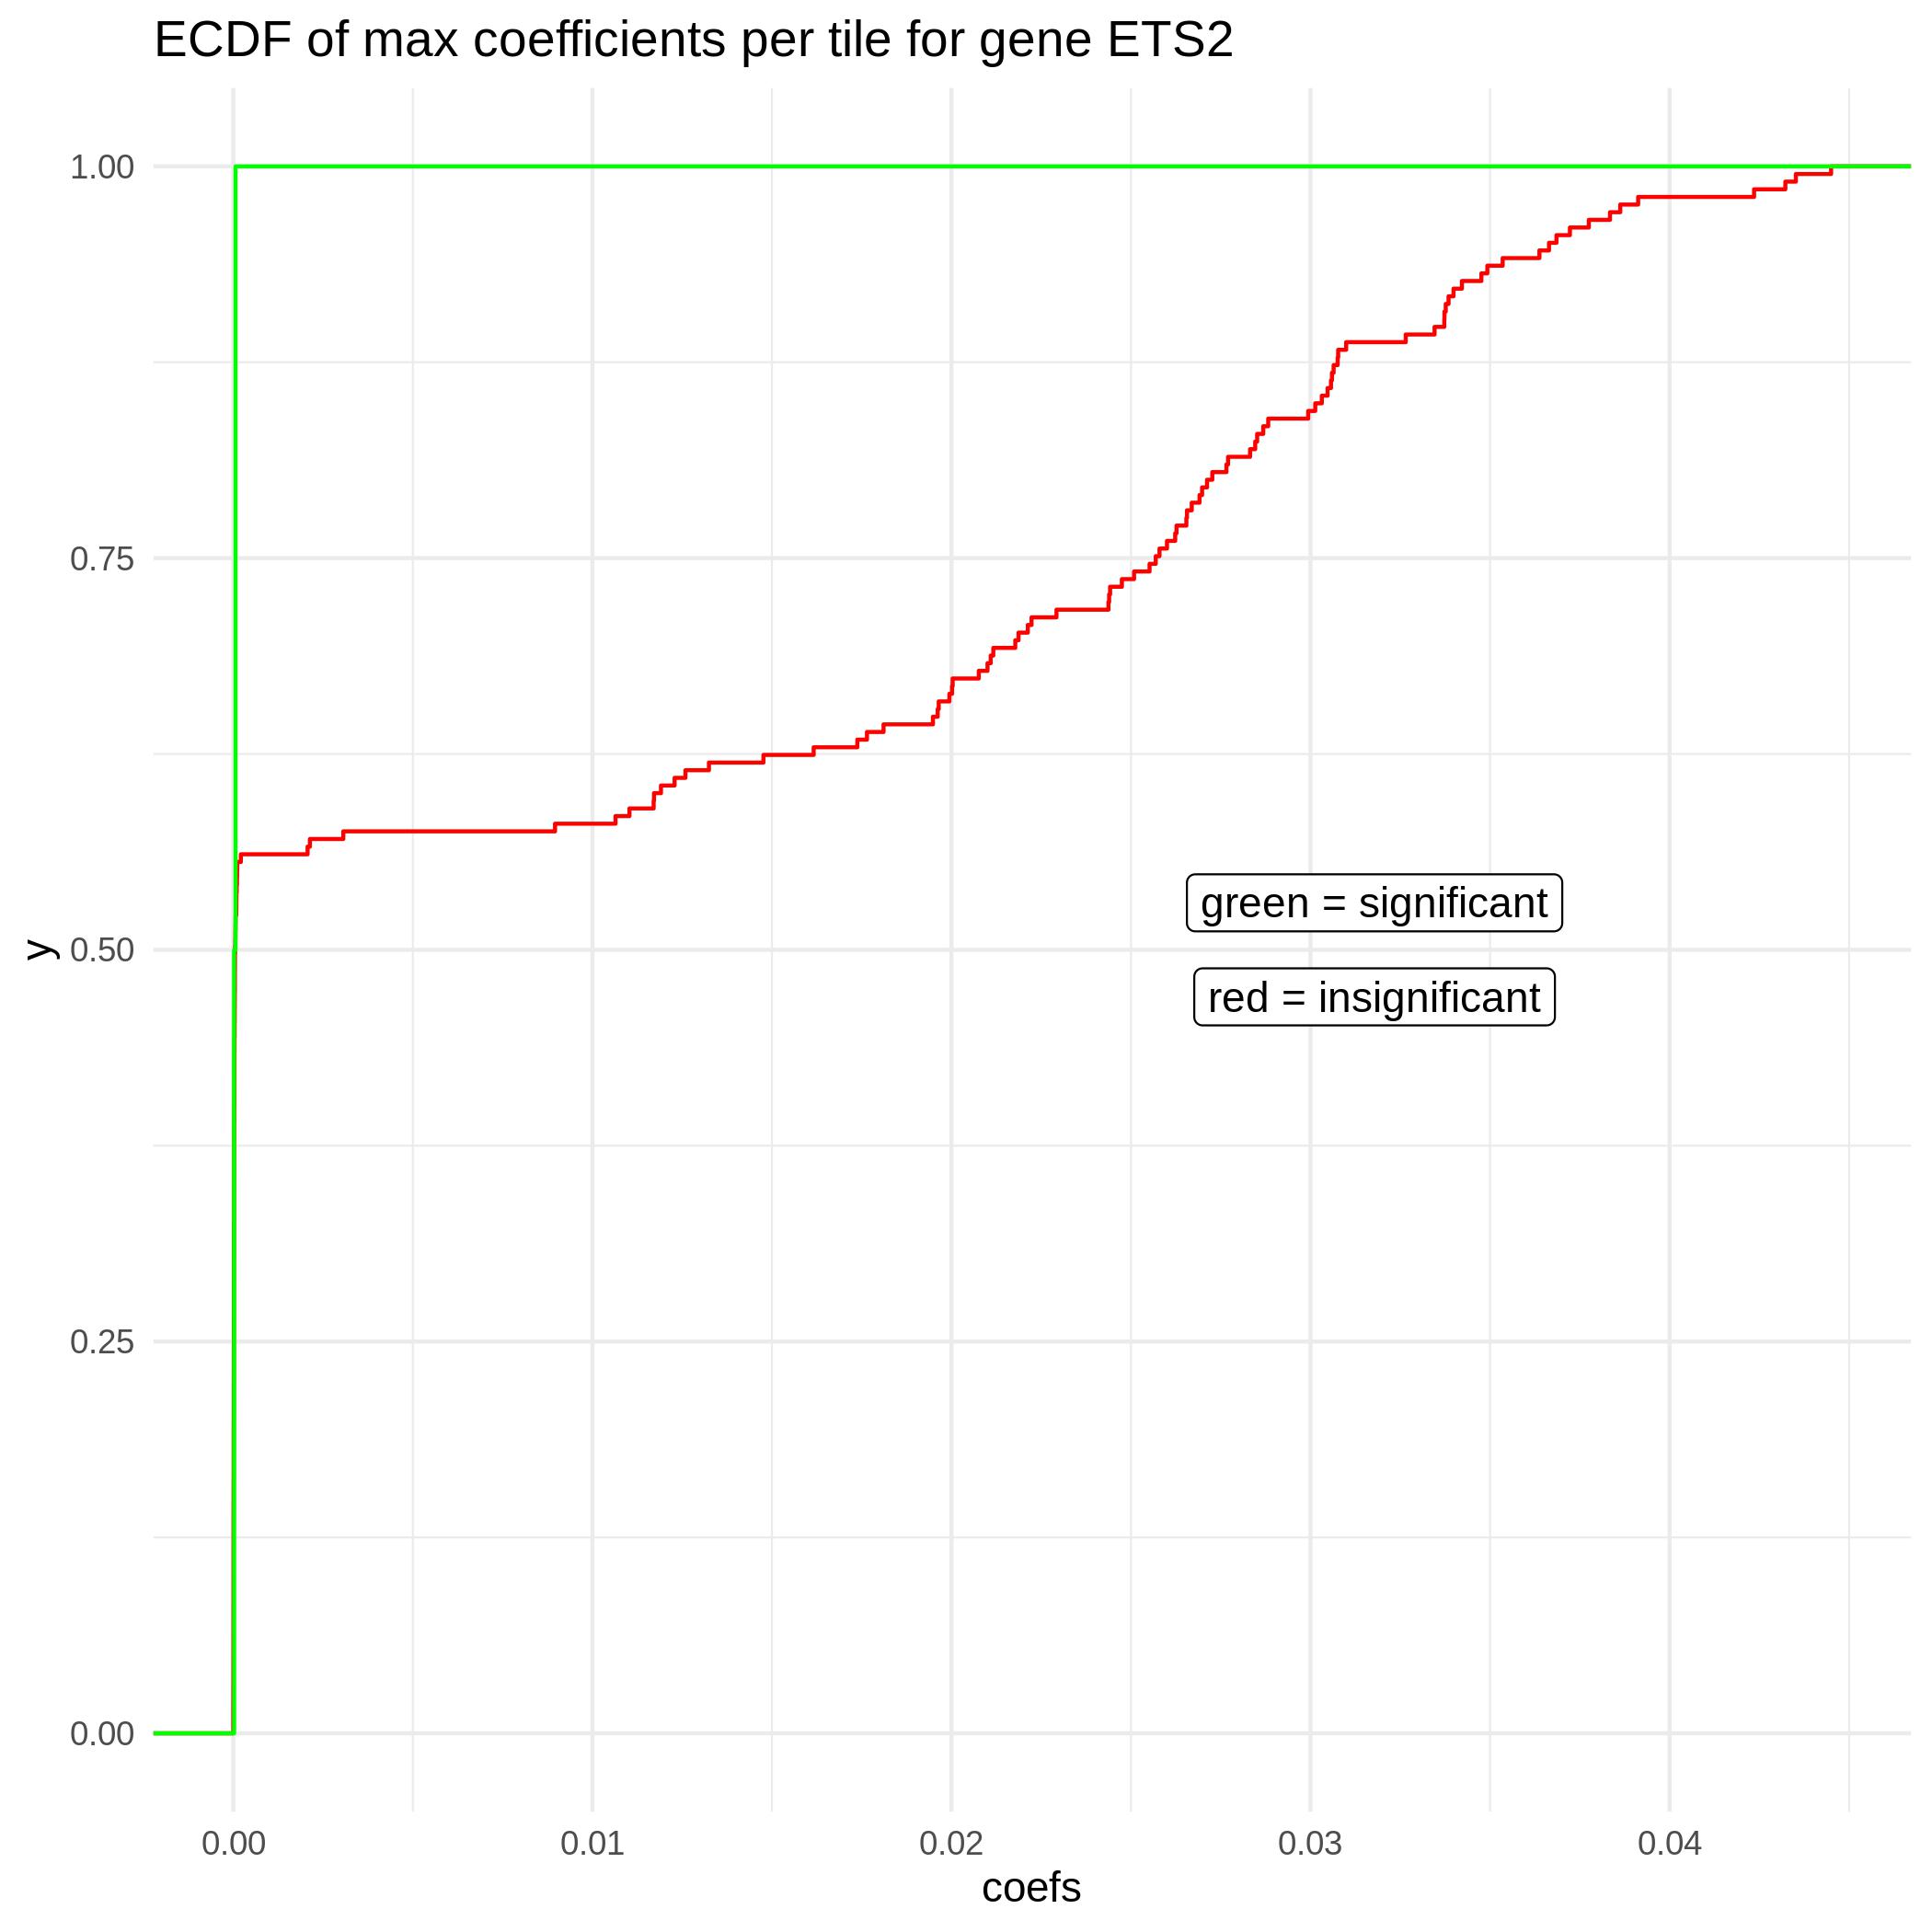 ECDF of max coefficients per tile for gene ETS2
1.00
0.75
0.50
0.25
0.00
y
green = significant
red = insignificant
0.00 0.01 0.02 0.03 0.04
coefs